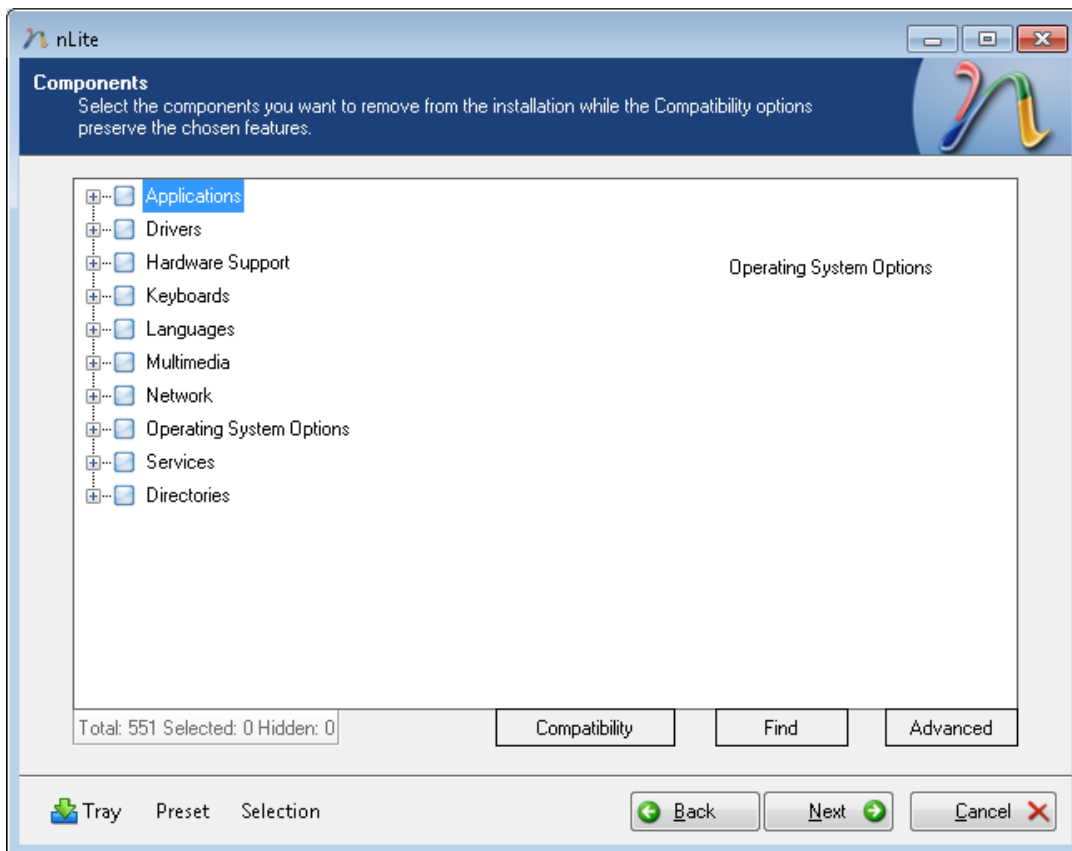 nLite
Components
Select the components you want to remove from the installation while the Compatibility options
preserve the chosen features.
Applications
Drivers
Hardware Support
Operating System Options
Keyboards
Languages
Multimedia
Network
Operating System Options
Services
Directories
Total: 551 Selected: 0 Hidden: 0
Compatibility
Find
Advanced
Tray
Preset
Selection
Back
Next
Cancel